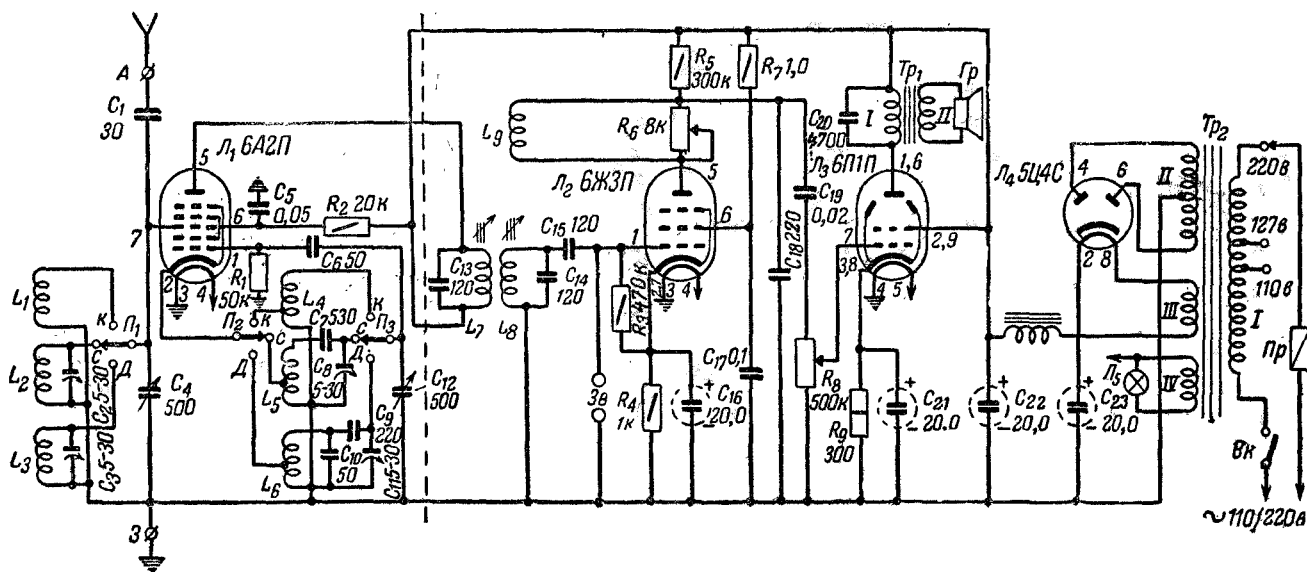 A
C₁
30
Л₁ 6А2П
5
7
6
C₅
0,05
R₂ 20к
1
C₆ 50
R₁
50к
2
3
4
L₁
К
П₁
Д
L₂
C₂ 5-30
L₃
C₃ 5-30
C₄
500
З
П₂
К
С
Д
L₄
C₇ 530
К
С
П₃
Д
L₅
C₈
5-30
C₉
220
C₁₀
50
C₁₁ 5-30
L₆
C₁₂
500
C₁₃
120
L₇
L₈
C₁₄
120
C₁₅ 120
L₉
R₅
300к
R₆ 8к
R₇ 1,0
Л₂ 6Ж3П
5
1
6
2,7
3
4
R₃ 470к
Зв
R₄
1к
C₁₆
20,0
C₁₇ 0,1
C₁₈ 220
C₁₉
0,02
C₂₀
4700
I
Тр₁
II
Гр
Л₃ 6П1П
1,6
7
2,9
3,8
4
5
R₈
500к
R₉
300
C₂₁
20,0
C₂₂
20,0
C₂₃
20,0
Л₄ 5Ц4С
4
6
2
8
Тр₂
II
III
IV
I
Л₅
220в
127в
110в
Пр
Вк
~110/220в